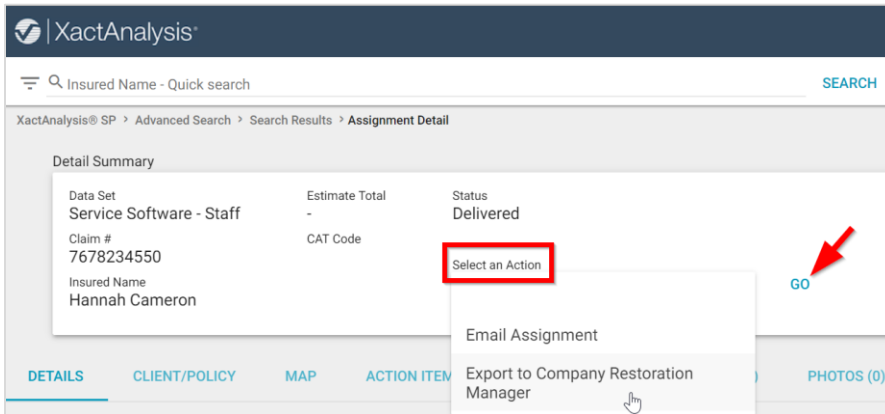 XactAnalysis®
Insured Name - Quick search
SEARCH
XactAnalysis® SP > Advanced Search > Search Results > Assignment Detail
Detail Summary
Data Set
Service Software - Staff
Estimate Total
-
Status
Delivered
Claim #
7678234550
CAT Code
Select an Action
GO
Insured Name
Hannah Cameron
Email Assignment
Export to Company Restoration
Manager
DETAILS
CLIENT/POLICY
MAP
ACTION ITEM
)
PHOTOS (0)